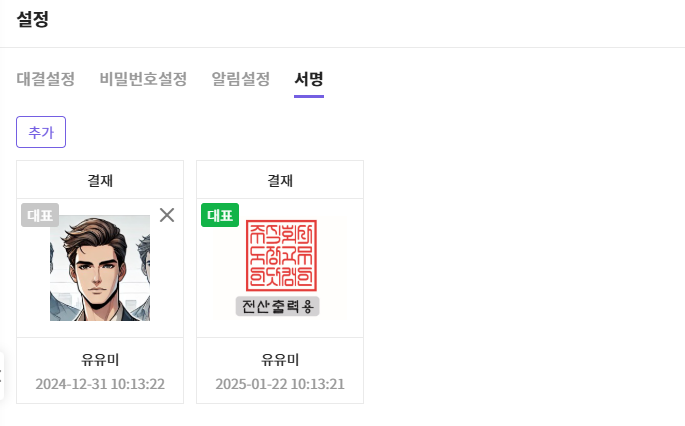 설정
대결설정 비밀번호설정 알림설정 서명
추가
결재
대표
유유미
2024-12-31 10:13:22
결재
대표
전산출력용
유유미
2025-01-22 10:13:21